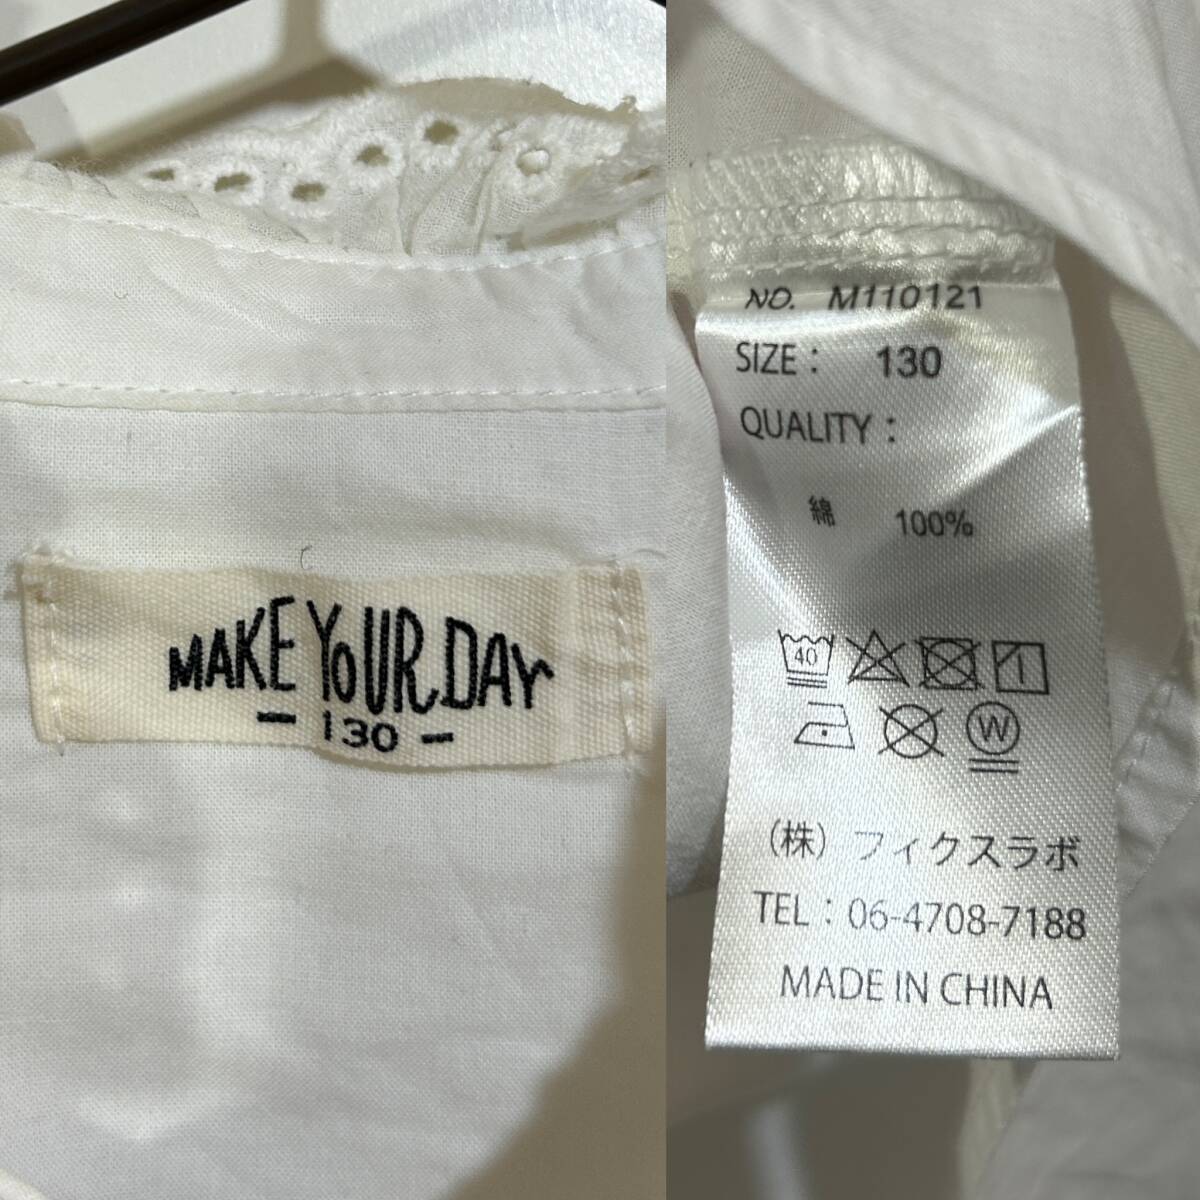 MAKE YOUR.DAY
- 130 -
NO. M110121
SIZE: 130
QUALITY:
綿 100%
40
W
(株) フィクスラボ
TEL: 06-4708-7188
MADE IN CHINA